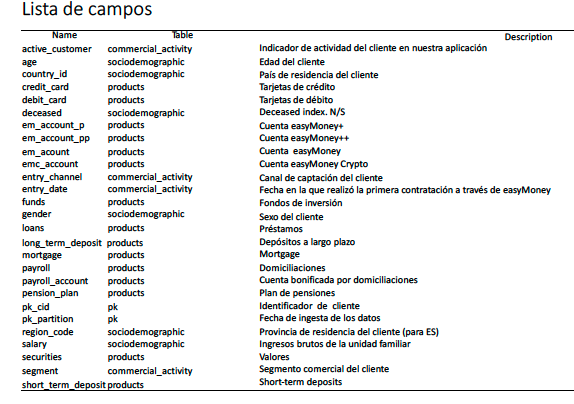 Lista de campos
Name Table Description
active_customer commercial_activity Indicador de actividad del cliente en nuestra aplicación
age sociodemographic Edad del cliente
country_id sociodemographic País de residencia del cliente
credit_card products Tarjetas de crédito
debit_card products Tarjetas de débito
deceased sociodemographic Deceased index. N/S
em_account_p products Cuenta easyMoney+
em_account_pp products Cuenta easyMoney++
em_acount products Cuenta easyMoney
emc_account products Cuenta easyMoney Crypto
entry_channel commercial_activity Canal de captación del cliente
entry_date commercial_activity Fecha en la que realizó la primera contratación a través de easyMoney
funds products Fondos de inversión
gender sociodemographic Sexo del cliente
loans products Préstamos
long_term_deposit products Depósitos a largo plazo
mortgage products Mortgage
payroll products Domiciliaciones
payroll_account products Cuenta bonificada por domiciliaciones
pension_plan products Plan de pensiones
pk_cid pk Identificador de cliente
pk_partition pk Fecha de ingesta de los datos
region_code sociodemographic Provincia de residencia del cliente (para ES)
salary sociodemographic Ingresos brutos de la unidad familiar
securities products Valores
segment commercial_activity Segmento comercial del cliente
short_term_deposit products Short-term deposits